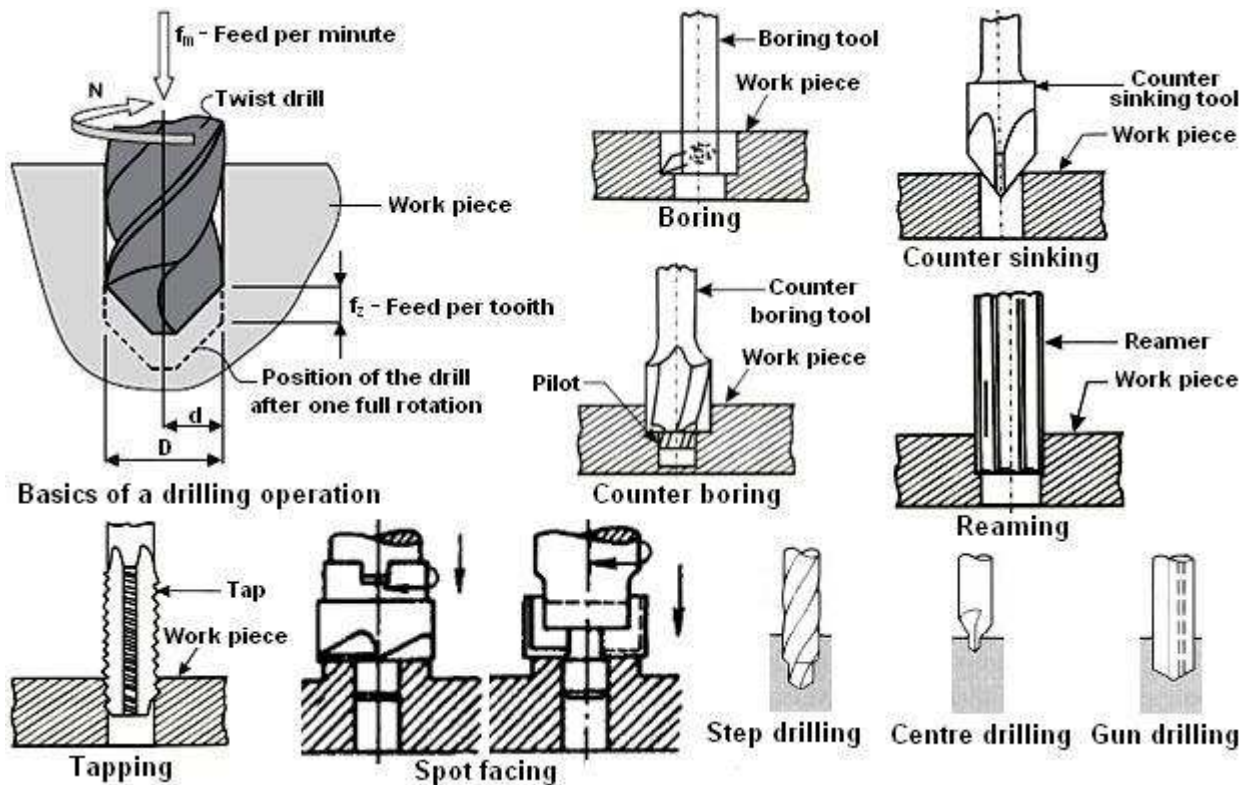 fm - Feed per minute
N
Twist drill
Work piece
fz - Feed per tooith
Position of the drill
after one full rotation
d
D
Basics of a drilling operation
Boring tool
Work piece
Boring
Counter
sinking tool
Work piece
Counter sinking
Counter
boring tool
Work piece
Pilot
Counter boring
Reamer
Work piece
Reaming
Tap
Work piece
Tapping
Spot facing
Step drilling
Centre drilling
Gun drilling